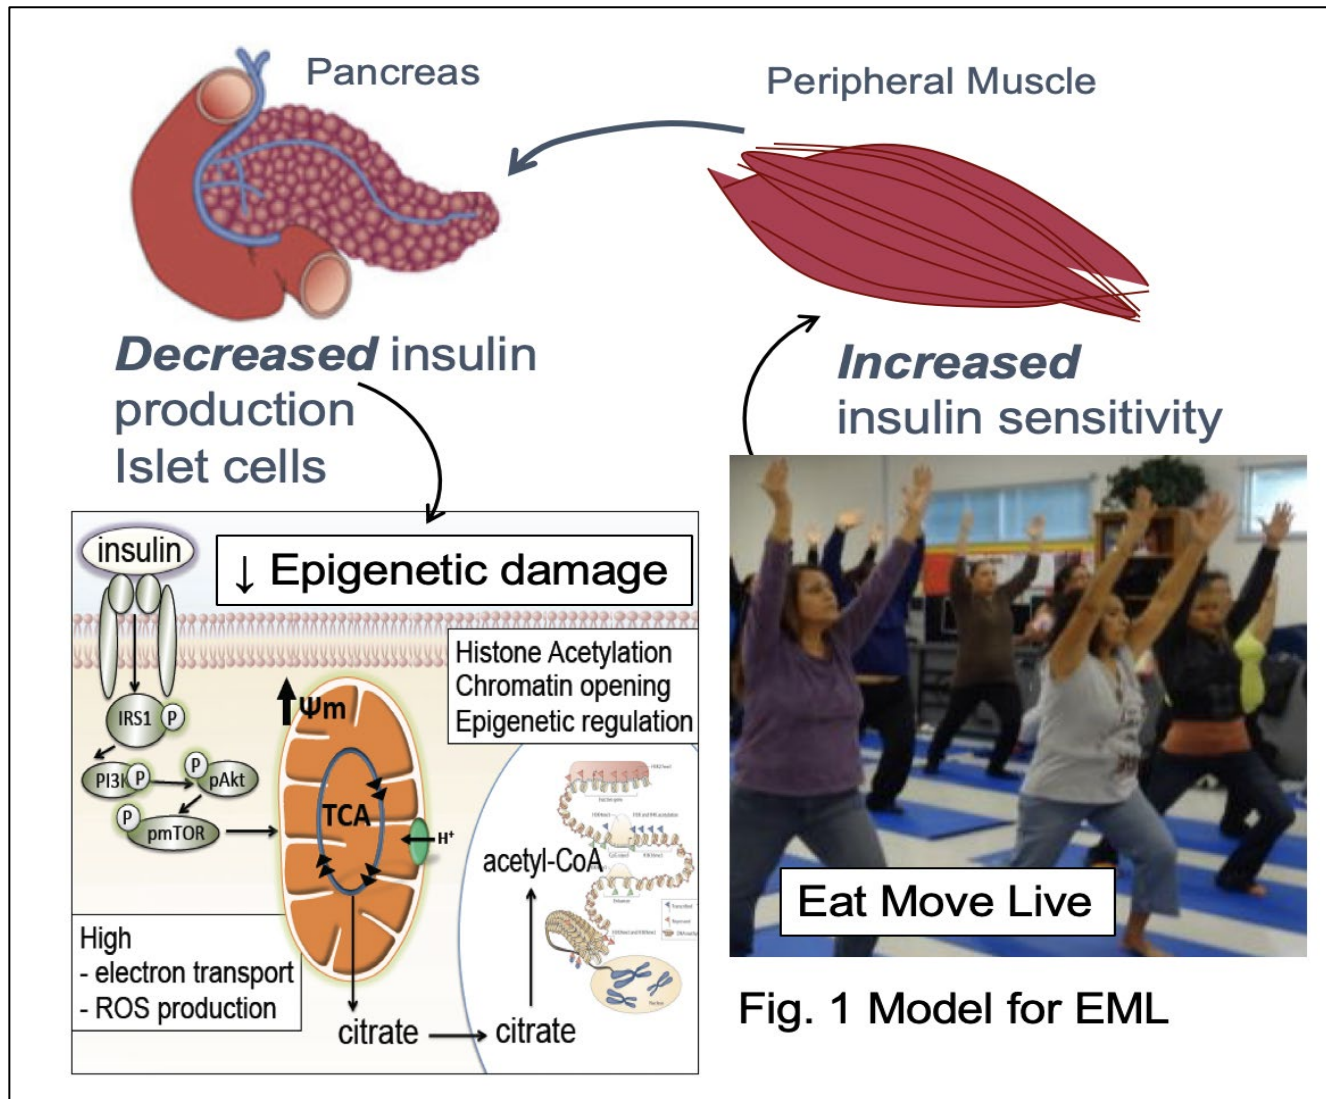 Pancreas
Peripheral Muscle
Decreased insulin
production
Islet cells
Increased
insulin sensitivity
insulin
↓ Epigenetic damage
Histone Acetylation
Chromatin opening
Epigenetic regulation
Ψm
IRS1
P
PI3K
P
P
pAkt
P
pmTOR
TCA
H⁺
acetyl-CoA
High
- electron transport
- ROS production
citrate
citrate
Eat Move Live
Fig. 1 Model for EML